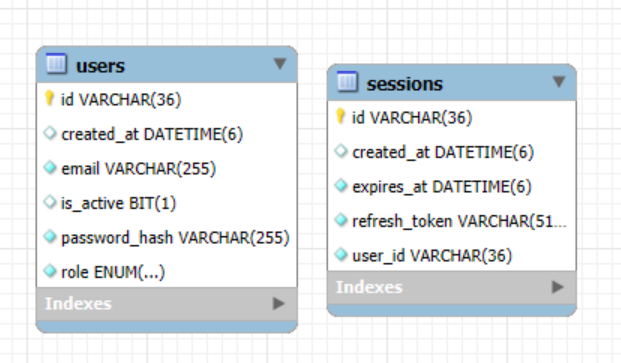 users
id VARCHAR(36)
created_at DATETIME(6)
email VARCHAR(255)
is_active BIT(1)
password_hash VARCHAR(255)
role ENUM(...)
Indexes
sessions
id VARCHAR(36)
created_at DATETIME(6)
expires_at DATETIME(6)
refresh_token VARCHAR(51...
user_id VARCHAR(36)
Indexes